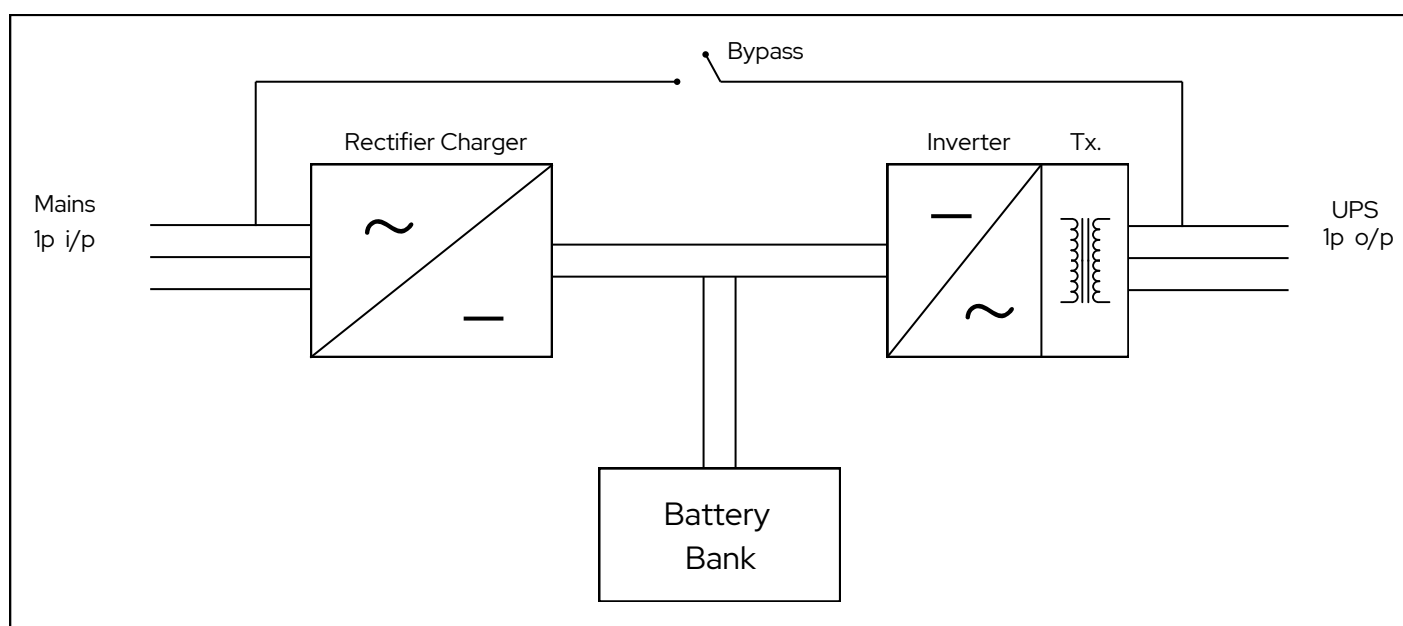 Bypass
Rectifier Charger
Inverter
Tx.
Mains
1p i/p
UPS
1p o/p
Battery
Bank